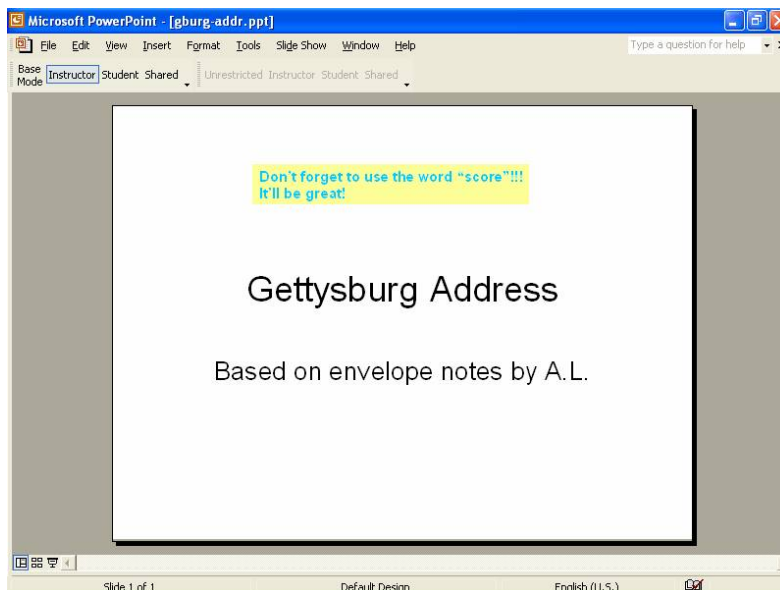 Microsoft PowerPoint - [gburg-addr.ppt]
File Edit View Insert Format Tools Slide Show Window Help Type a question for help
Base Mode Instructor Student Shared Unrestricted Instructor Student Shared
Don't forget to use the word “score”!!!
It'll be great!
Gettysburg Address
Based on envelope notes by A.L.
Slide 1 of 1 Default Design English (U.S.)